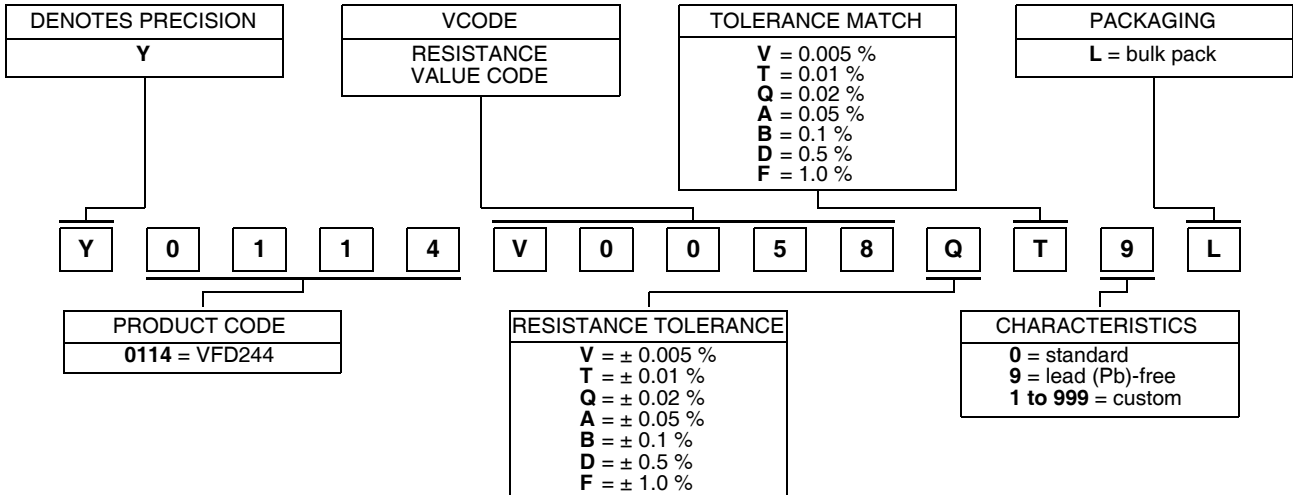 DENOTES PRECISION
Y
VCODE
RESISTANCE
VALUE CODE
TOLERANCE MATCH
V = 0.005 %
T = 0.01 %
Q = 0.02 %
A = 0.05 %
B = 0.1 %
D = 0.5 %
F = 1.0 %
PACKAGING
L = bulk pack
Y 0 1 1 4 V 0 0 5 8 Q T 9 L
PRODUCT CODE
0114 = VFD244
RESISTANCE TOLERANCE
V = ± 0.005 %
T = ± 0.01 %
Q = ± 0.02 %
A = ± 0.05 %
B = ± 0.1 %
D = ± 0.5 %
F = ± 1.0 %
CHARACTERISTICS
0 = standard
9 = lead (Pb)-free
1 to 999 = custom